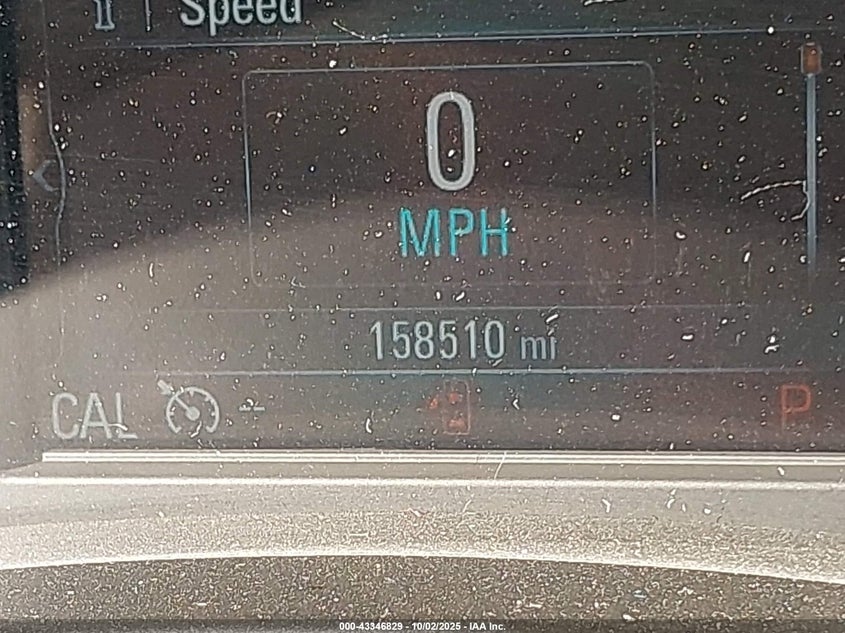 i | Speed
0
MPH
158510 mi
CAL --
P
000-43346829 - 10/02/2025 - IAA Inc.